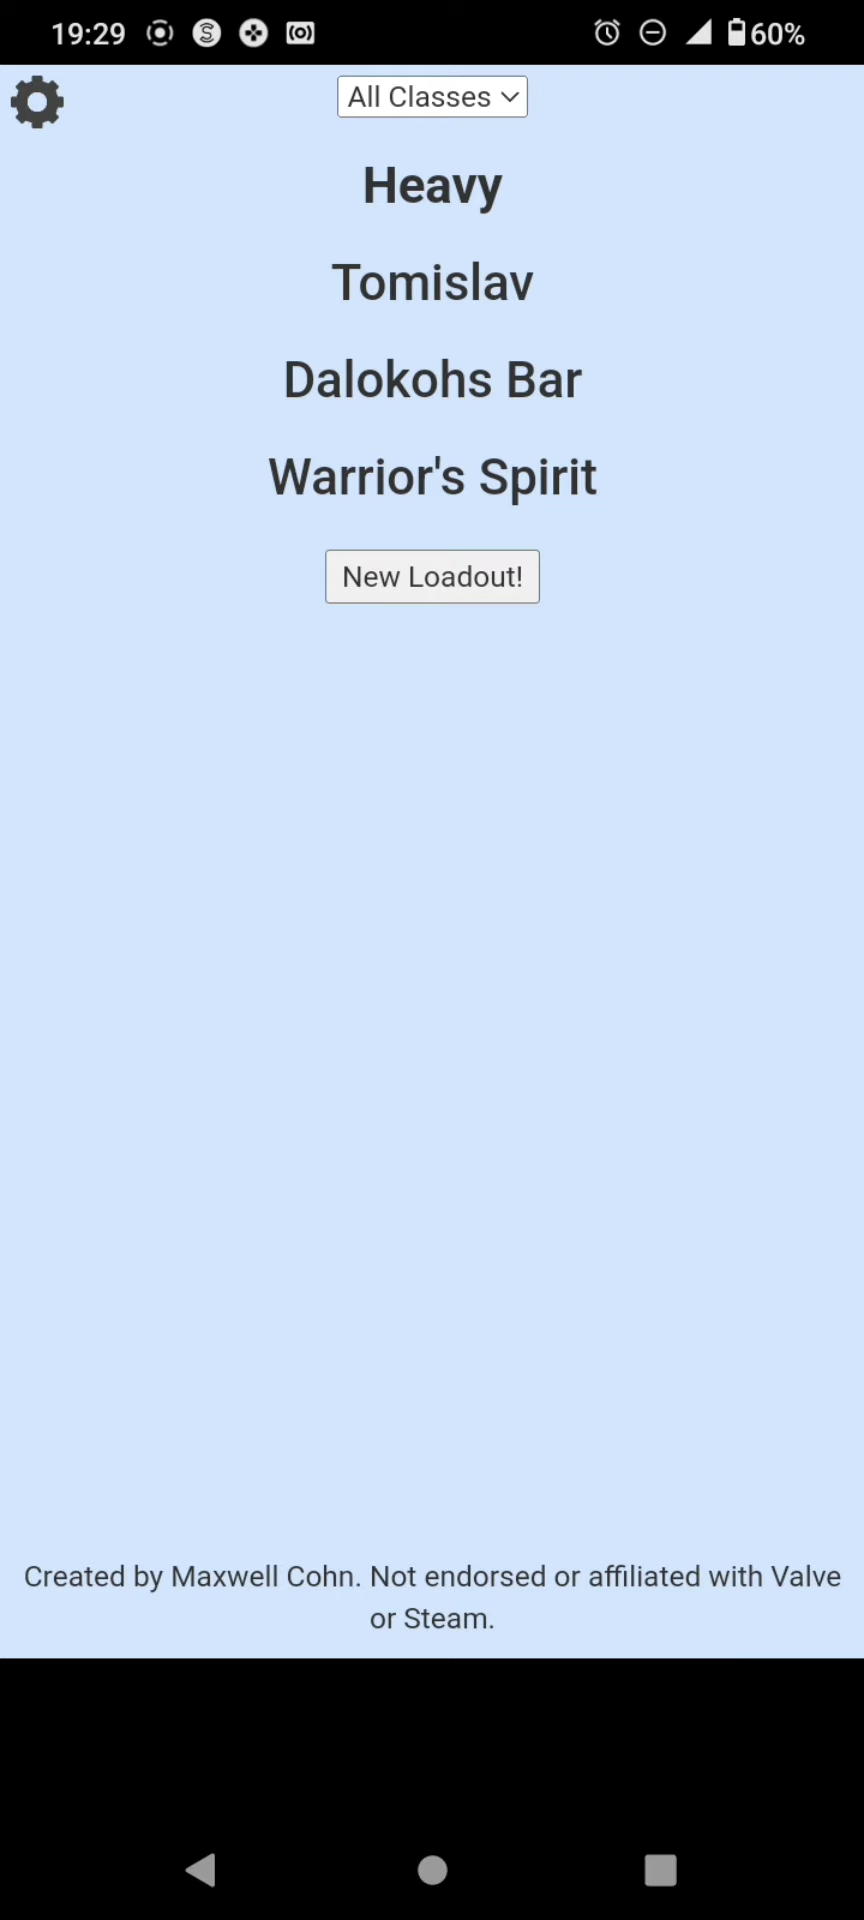 19:29
60%
All Classes
Heavy
Tomislav
Dalokohs Bar
Warrior's Spirit
New Loadout!
Created by Maxwell Cohn. Not endorsed or affiliated with Valve
or Steam.